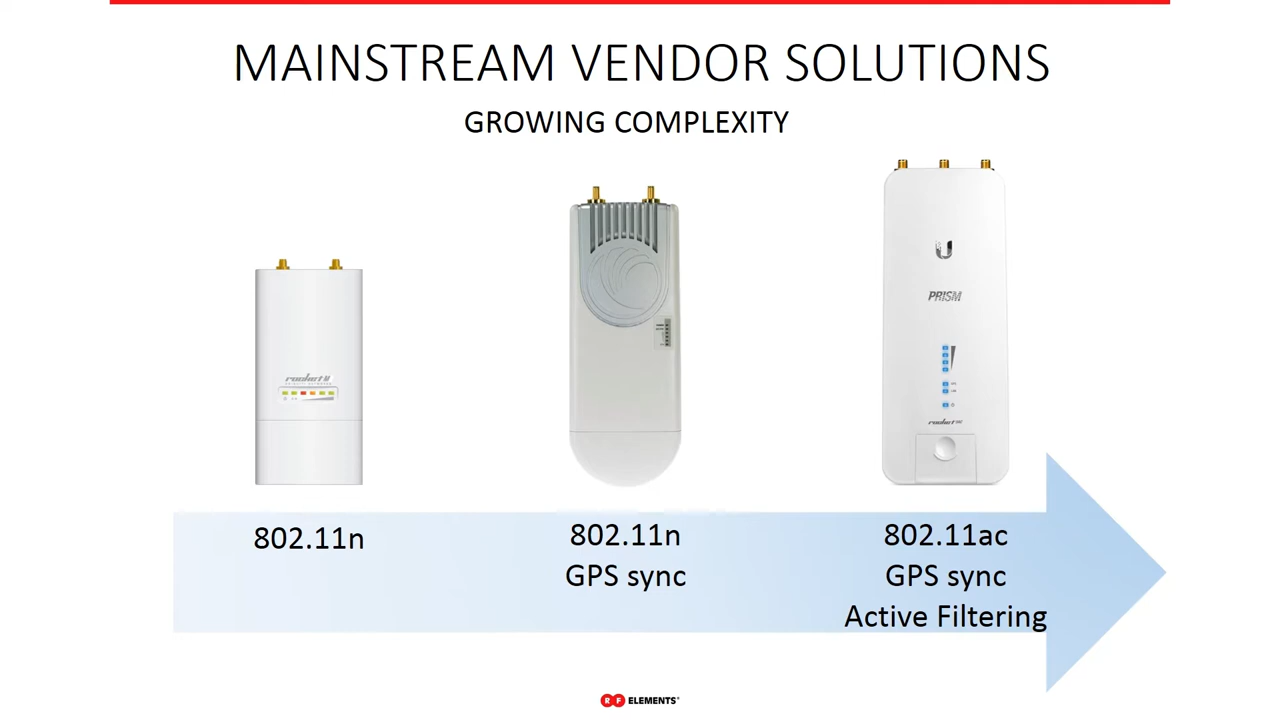 MAINSTREAM VENDOR SOLUTIONS
GROWING COMPLEXITY
PRISM
802.11n
802.11n
GPS sync
802.11ac
GPS sync
Active Filtering
RF ELEMENTS